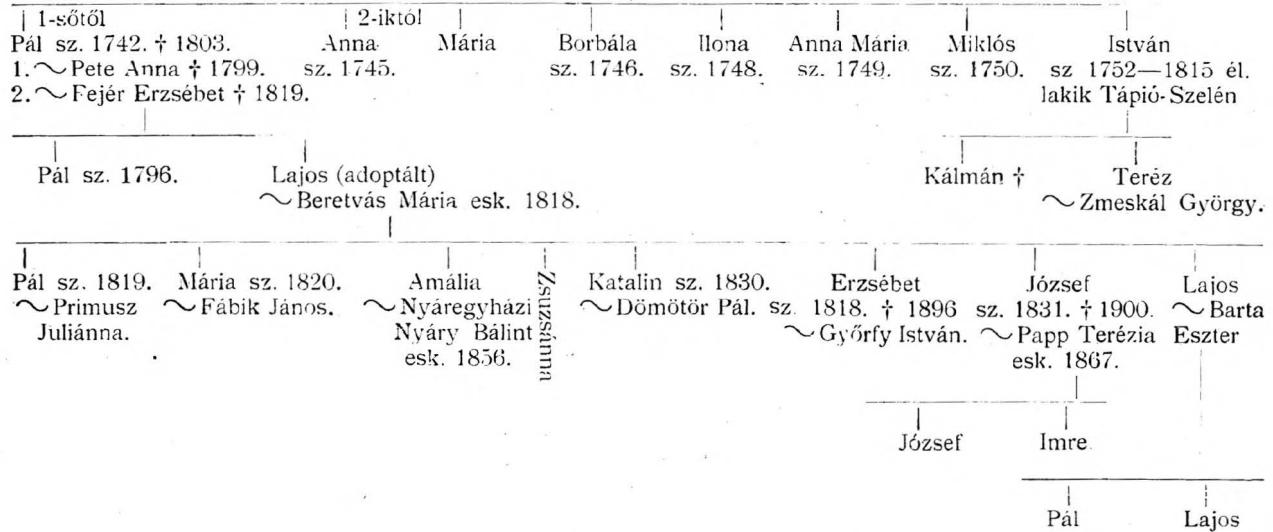 1-sőtől 2-iktól
Pál sz. 1742. † 1803. Anna Mária Borbála Ilona Anna Mária Miklós István
1. ~ Pete Anna † 1799. sz. 1745. sz. 1746. sz. 1748. sz. 1749. sz. 1750. sz 1752—1815 él.
2. ~ Fejér Erzsébet † 1819. lakik Tápió-Szelén
Pál sz. 1796. Lajos (adoptált) Kálmán † Teréz
~ Beretvás Mária esk. 1818. ~ Zmeskál György.
Pál sz. 1819. Mária sz. 1820. Amália Zsuzsánna Katalin sz. 1830. Erzsébet József Lajos
~ Primusz ~ Fábik János. ~ Nyáregyházi ~ Dömötör Pál. sz. 1818. † 1896 sz. 1831. † 1900. ~ Barta
Juliánna. Nyáry Bálint ~ Győrfy István. ~ Papp Terézia Eszter
esk. 1856. esk. 1867.
József Imre
Pál Lajos